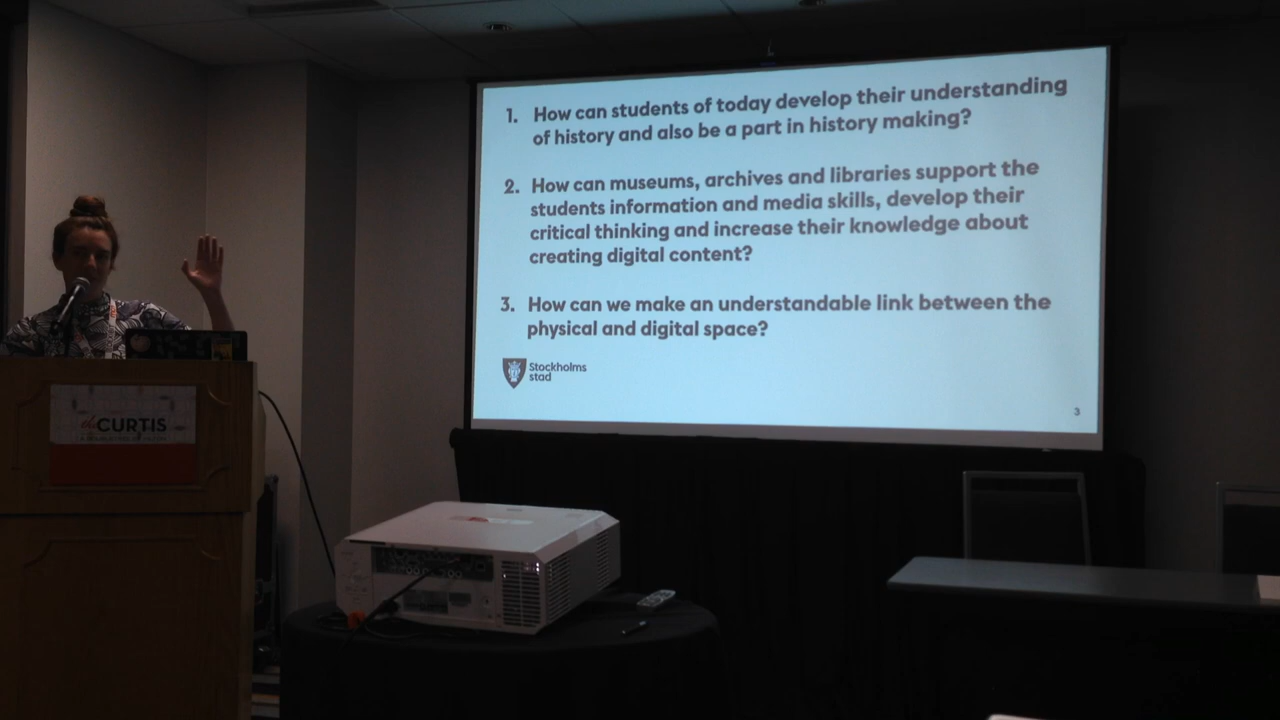 1. How can students of today develop their understanding
of history and also be a part in history making?
2. How can museums, archives and libraries support the
students information and media skills, develop their
critical thinking and increase their knowledge about
creating digital content?
3. How can we make an understandable link between the
physical and digital space?
Stockholms
stad
3
the CURTIS